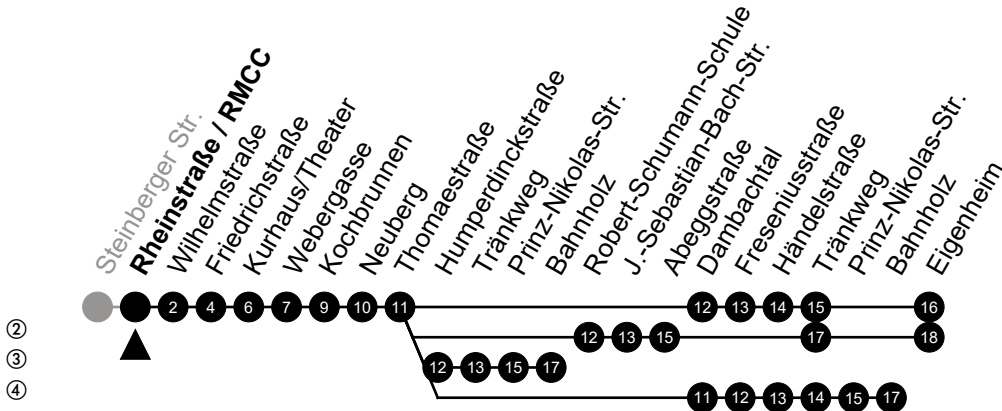 Steinberger Str.
Rheinstraße / RMCC
Wilhelmstraße
Friedrichstraße
Kurhaus/Theater
Webergasse
Kochbrunnen
Neuberg
Thomaestraße
Humperdinckstraße
Tränkweg
Prinz-Nikolas-Str.
Bahnholz
Robert-Schumann-Schule
J.-Sebastian-Bach-Str.
Abeggstraße
Dambachtal
Freseniusstraße
Händelstraße
Tränkweg
Prinz-Nikolas-Str.
Bahnholz
Eigenheim
2 4 6 7 9 10 11 12 13 14 15 16
② 12 13 15 17 18
③ 12 13 15 17
④ 11 12 13 14 15 17